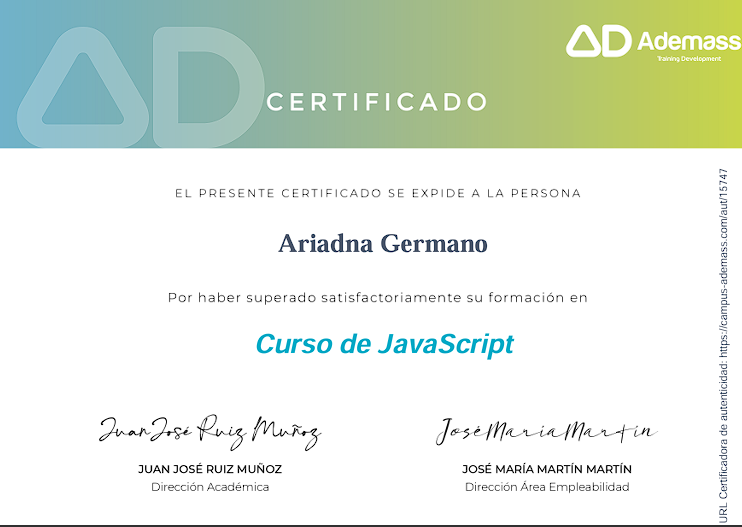 AD Ademass
Training Development
AD
CERTIFICADO
EL PRESENTE CERTIFICADO SE EXPIDE A LA PERSONA
Ariadna Germano
Por haber superado satisfactoriamente su formación en
Curso de JavaScript
Juan José Ruiz Muñoz
José María Martín
JUAN JOSÉ RUIZ MUÑOZ
JOSÉ MARÍA MARTÍN MARTÍN
Dirección Académica
Dirección Área Empleabilidad
URL Certificadora de autenticidad: https://campus-ademass.com/aut/15747